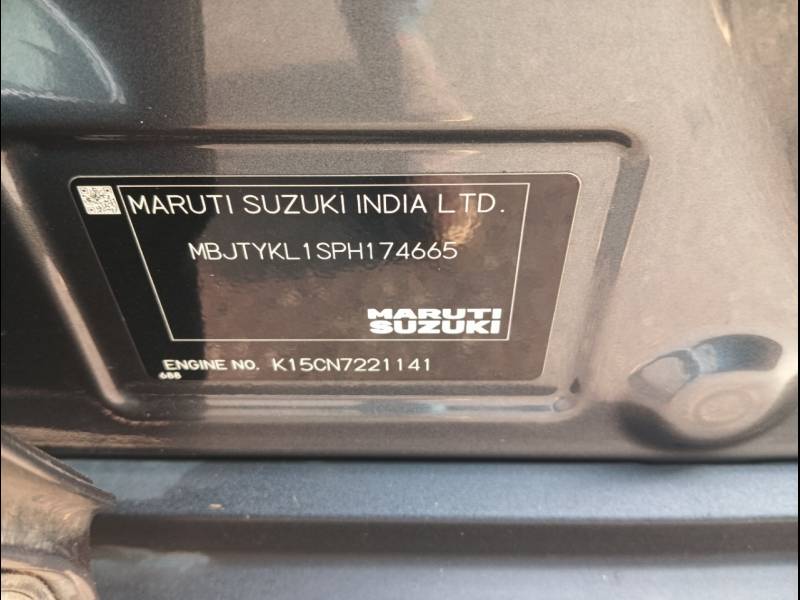 MARUTI SUZUKI INDIA LTD.
MBJTYKL1SPH174665
MARUTI
SUZUKI
ENGINE NO. K15CN7221141
688